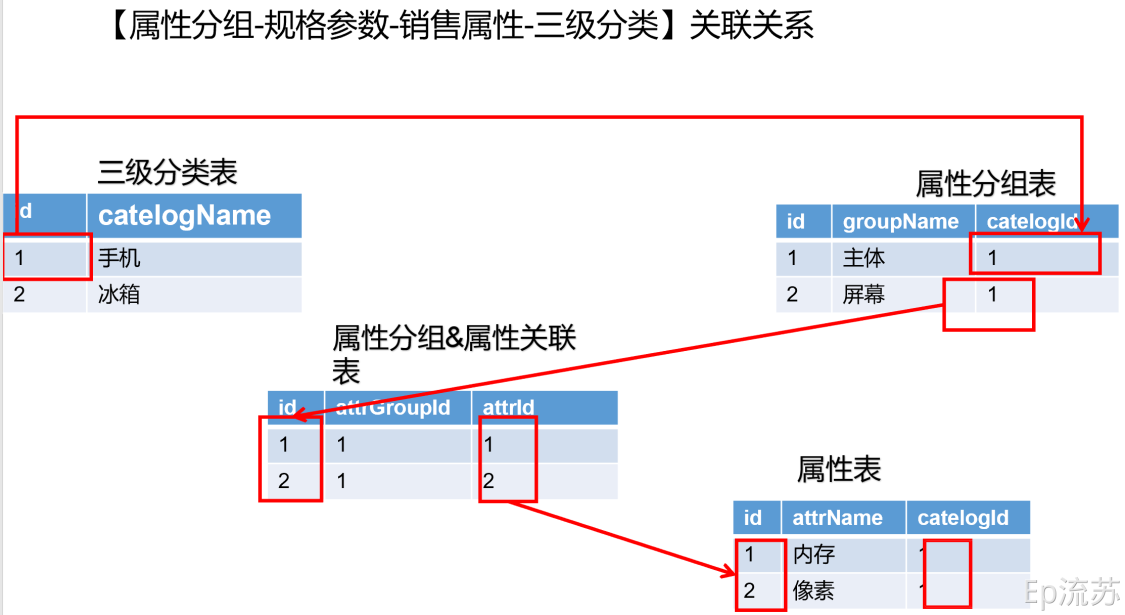 【属性分组-规格参数-销售属性-三级分类】关联关系
三级分类表
id catelogName
1 手机
2 冰箱
属性分组表
id groupName catelogId
1 主体 1
2 屏幕 1
属性分组&属性关联
表
id attrGroupId attrId
1 1 1
2 1 2
属性表
id attrName catelogId
1 内存 1
2 像素 1
Ep流苏